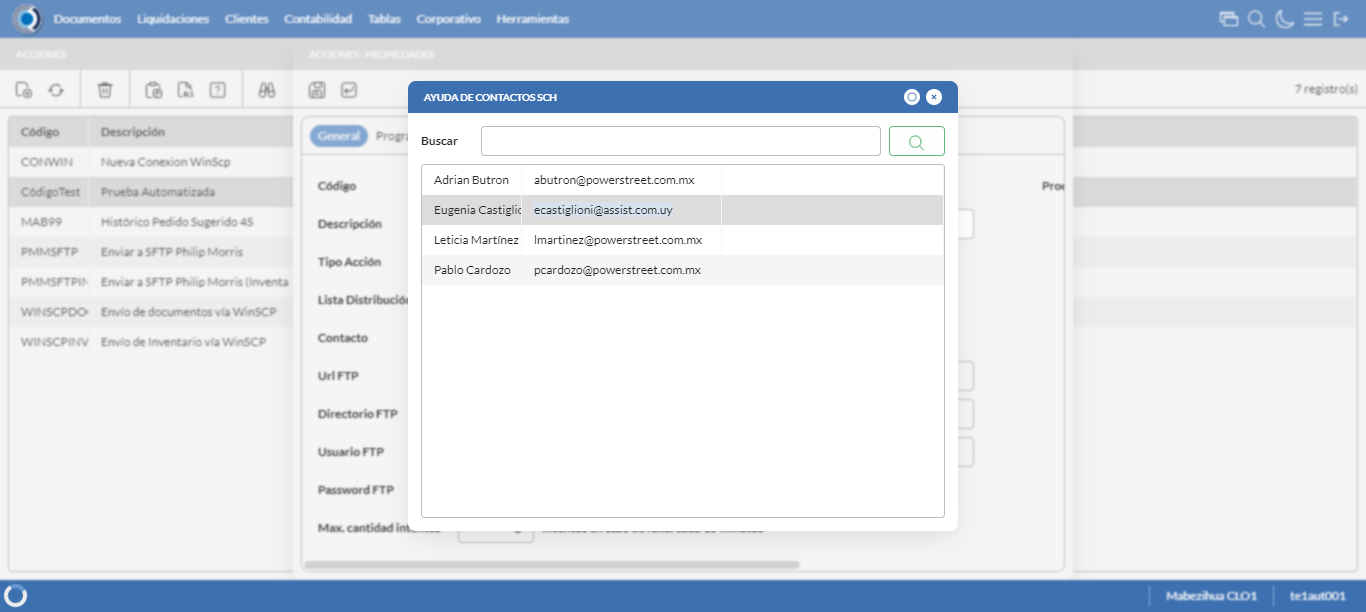 Documentos Liquidaciones Clientes Contabilidad Tablas Corporativo Herramientas
ACCIONES
ACCIONES: PROPIEDADES
7 registro(s)
AYUDA DE CONTACTOS SCH
Buscar
Adrian Butron abutron@powerstreet.com.mx
Eugenia Castiglic ecastiglioni@assist.com.uy
Leticia Martínez lmartinez@powerstreet.com.mx
Pablo Cardozo pcardozo@powerstreet.com.mx
Código Descripción
CONWIN Nueva Conexion WinScp
CódigoTest Prueba Automatizada
MAB99 Histórico Pedido Sugerido 4S
PMMSFTP Enviar a SFTP Philip Morris
PMMSFTPIN Enviar a SFTP Philip Morris (Inventa
WINSCPDO Envío de documentos vía WinSCP
WINSCPINV Envío de Inventario vía WinSCP
General Progra
Código
Descripción
Tipo Acción
Lista Distribución
Contacto
Url FTP
Directorio FTP
Usuario FTP
Password FTP
Max. cantidad
Mabezihua CLO1 te1aut001